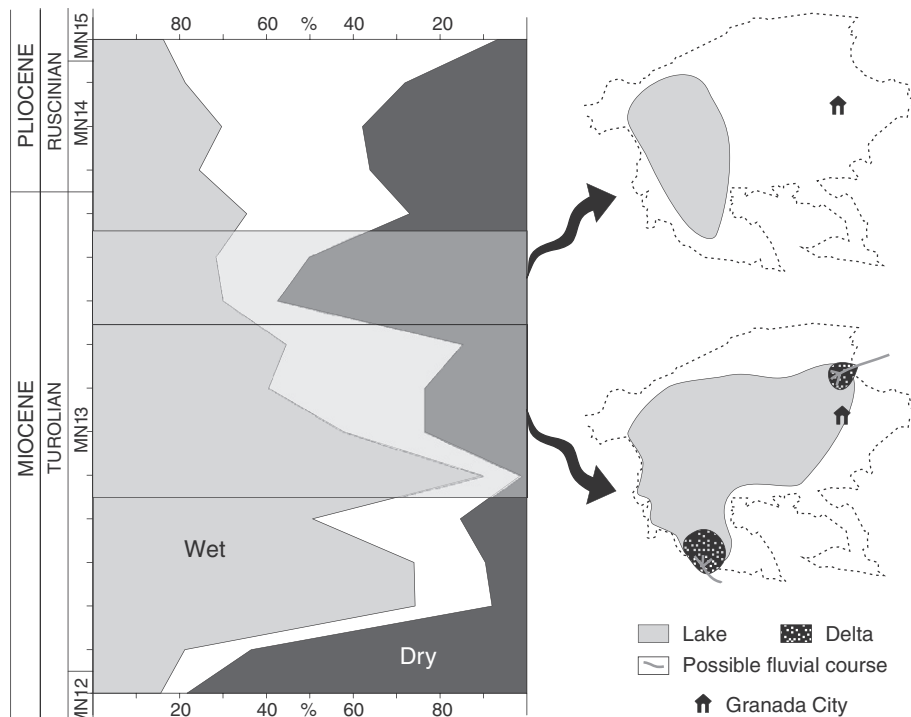 80 60 % 40 20
PLIOCENE
RUSCINIAN
MN15
MN14
MIOCENE
TUROLIAN
MN13
MN12
Wet
Dry
20 40 % 60 80
Lake Delta
Possible fluvial course
Granada City